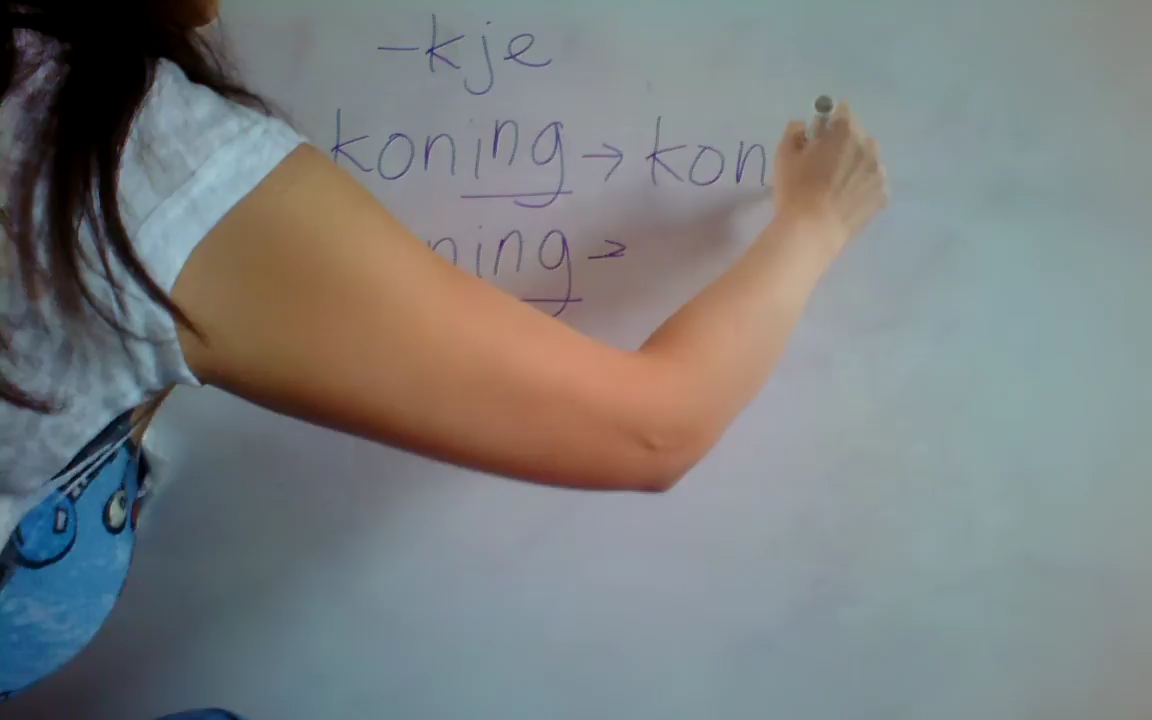 -kje
koning → kon
ning →